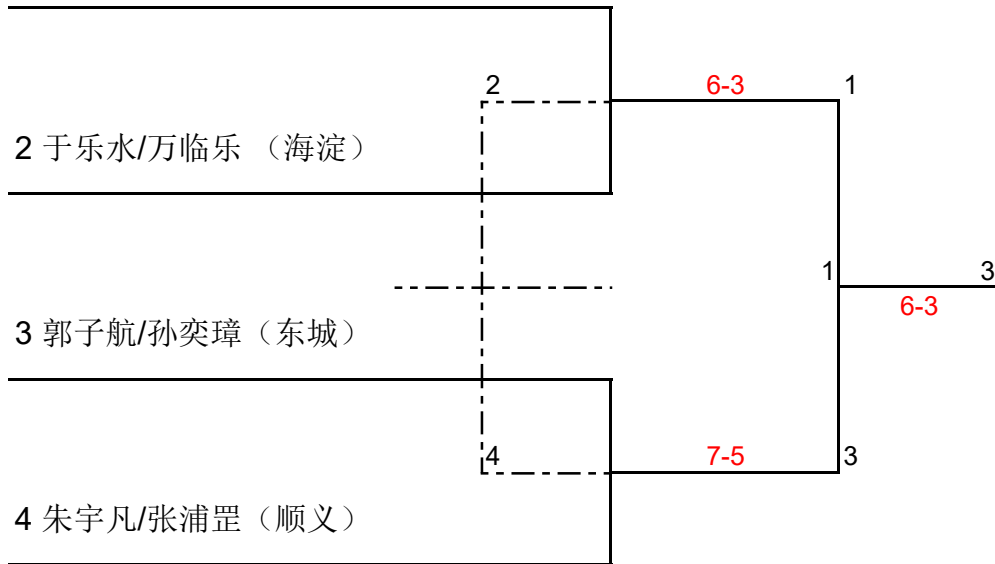 2 6-3 1
2 于乐水/万临乐 （海淀）
1 3
6-3
3 郭子航/孙奕璋（东城）
4 7-5 3
4 朱宇凡/张浦罡（顺义）